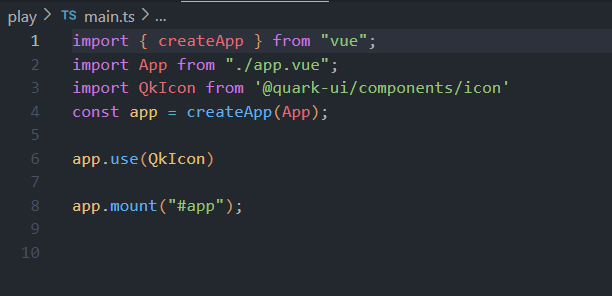 play > TS main.ts > ...
1 import { createApp } from "vue";
2 import App from "./app.vue";
3 import QkIcon from '@quark-ui/components/icon'
4 const app = createApp(App);
5
6 app.use(QkIcon)
7
8 app.mount("#app");
9
10